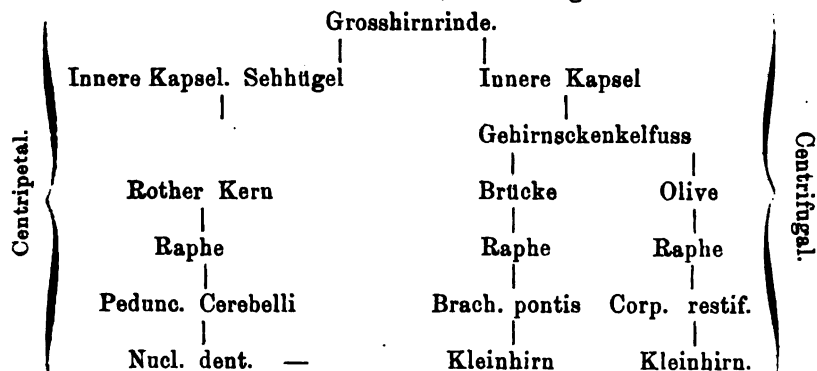 Grosshirnrinde.
Innere Kapsel. Sehhügel Innere Kapsel
Gehirnsckenkelfuss
Centripetal.
Rother Kern Brücke Olive
Centrifugal.
Raphe Raphe Raphe
Pedunc. Cerebelli Brach. pontis Corp. restif.
Nucl. dent. — Kleinhirn Kleinhirn.